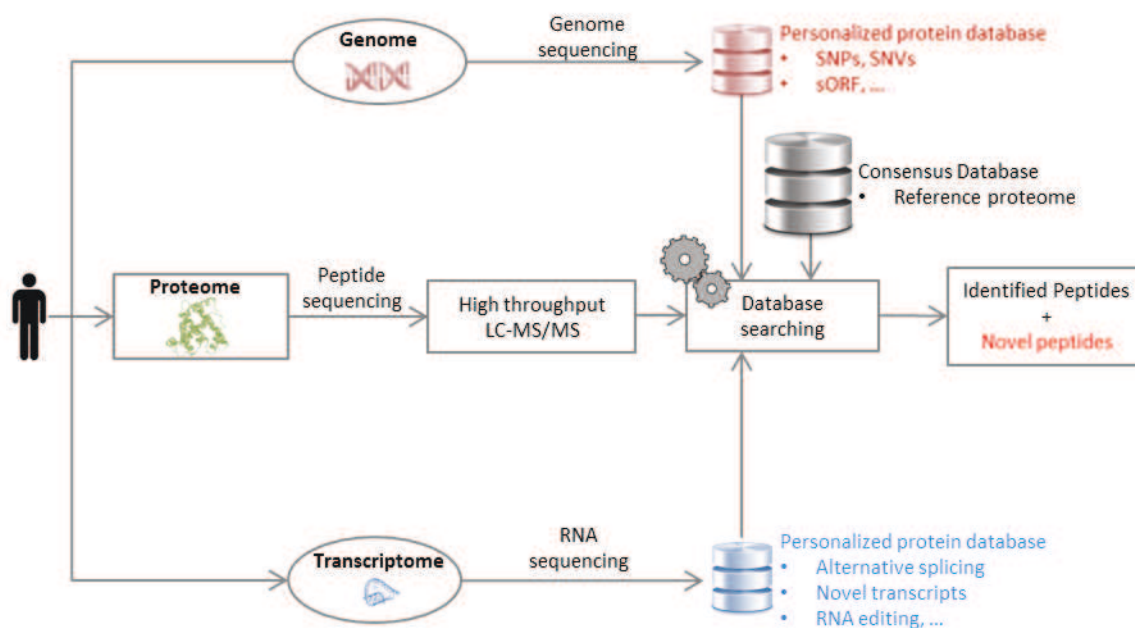 Genome
Genome
sequencing
Personalized protein database
• SNPs, SNVs
• sORF, ...
Consensus Database
• Reference proteome
Proteome
Peptide
sequencing
High throughput
LC-MS/MS
Database
searching
Identified Peptides
+
Novel peptides
Transcriptome
RNA
sequencing
Personalized protein database
• Alternative splicing
• Novel transcripts
• RNA editing, ...